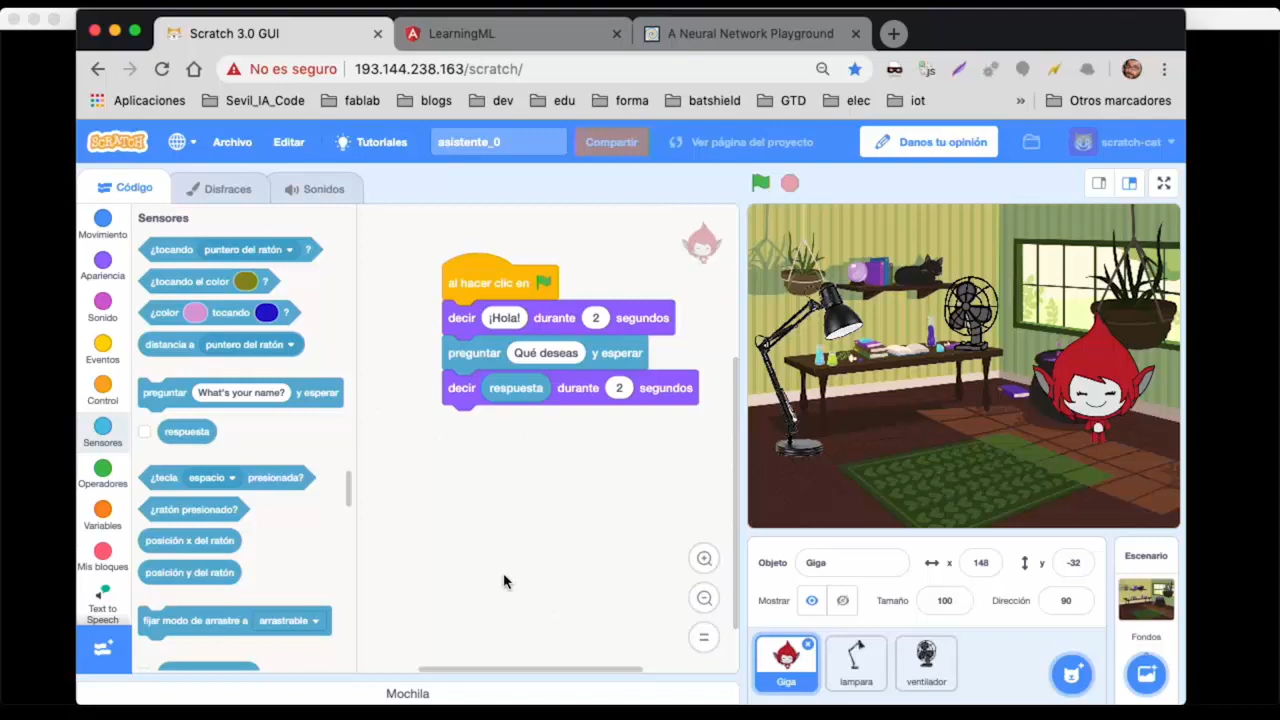 Scratch 3.0 GUI
LearningML
A Neural Network Playground
No es seguro
193.144.238.163/scratch/
js
Aplicaciones
Sevil_IA_Code
fablab
blogs
dev
edu
forma
batshield
GTD
elec
iot
»
Otros marcadores
SCRATCH
Archivo
Editar
Tutoriales
asistente_0
Compartir
Ver página del proyecto
Danos tu opinión
scratch-cat
Código
Disfraces
Sonidos
Movimiento
Apariencia
Sonido
Eventos
Control
Sensores
Operadores
Variables
Mis bloques
Text to
Speech
Sensores
¿tocando puntero del ratón ?
¿tocando el color ?
¿color tocando ?
distancia a puntero del ratón
preguntar What's your name? y esperar
respuesta
¿tecla espacio presionada?
¿ratón presionado?
posición x del ratón
posición y del ratón
fijar modo de arrastre a arrastrable
al hacer clic en
decir ¡Hola! durante 2 segundos
preguntar Qué deseas y esperar
decir respuesta durante 2 segundos
Mochila
Objeto Giga x 148 y -32
Mostrar Tamaño 100 Dirección 90
Giga
lampara
ventilador
Escenario
Fondos